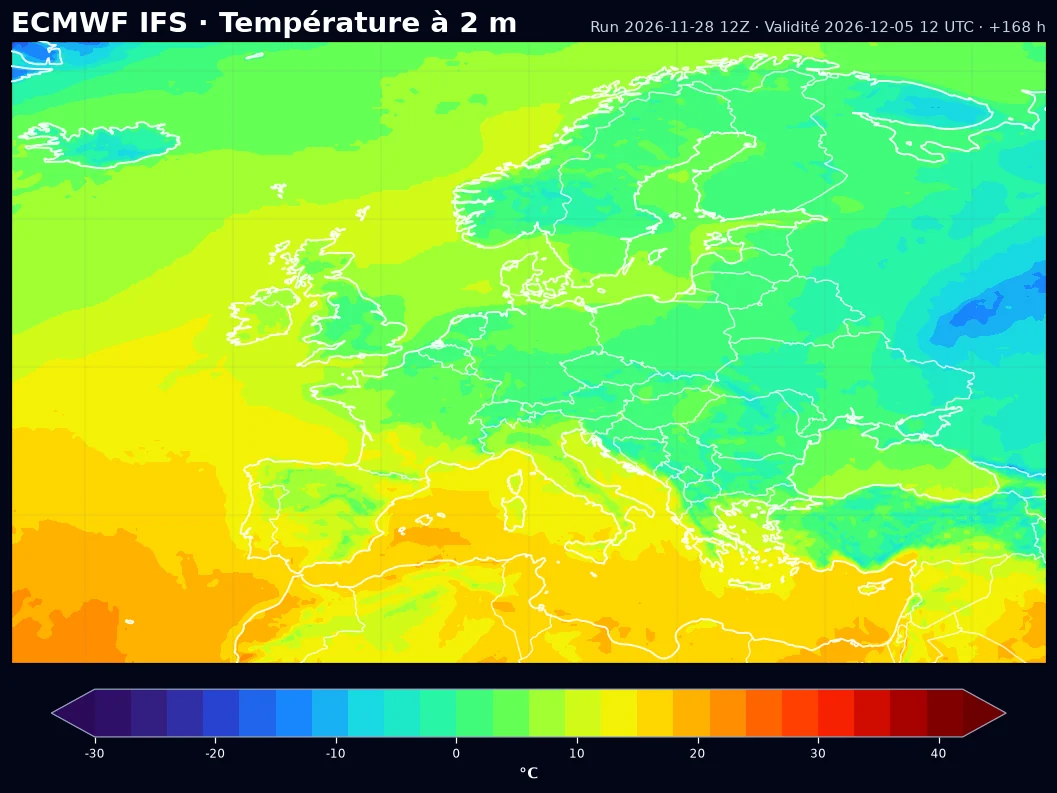 ECMWF IFS · Température à 2 m
Run 2026-11-28 12Z · Validité 2026-12-05 12 UTC · +168 h
-30 -20 -10 0 10 20 30 40
°C